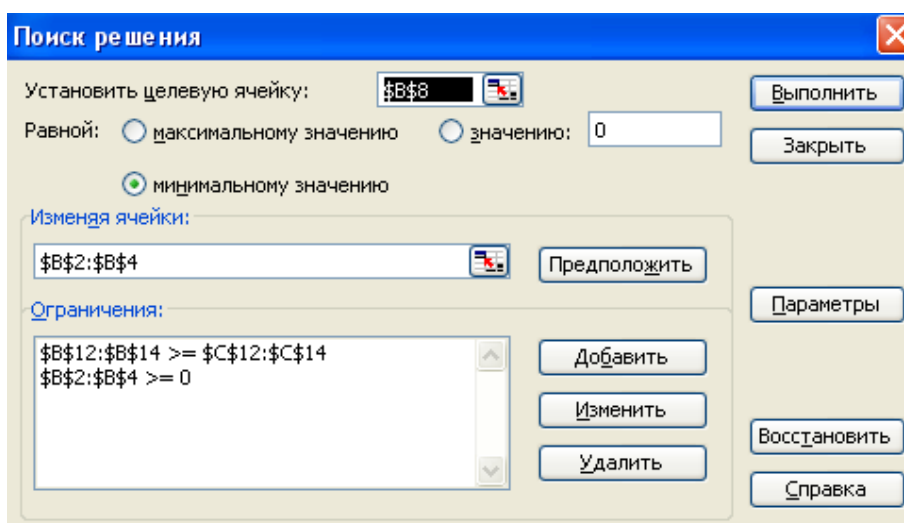 Поиск решения
Установить целевую ячейку: $B$8
Равной: максимальному значению значению: 0
минимальному значению
Изменяя ячейки:
$B$2:$B$4
Предположить
Ограничения:
$B$12:$B$14 >= $C$12:$C$14
$B$2:$B$4 >= 0
Добавить
Изменить
Удалить
Выполнить
Закрыть
Параметры
Восстановить
Справка